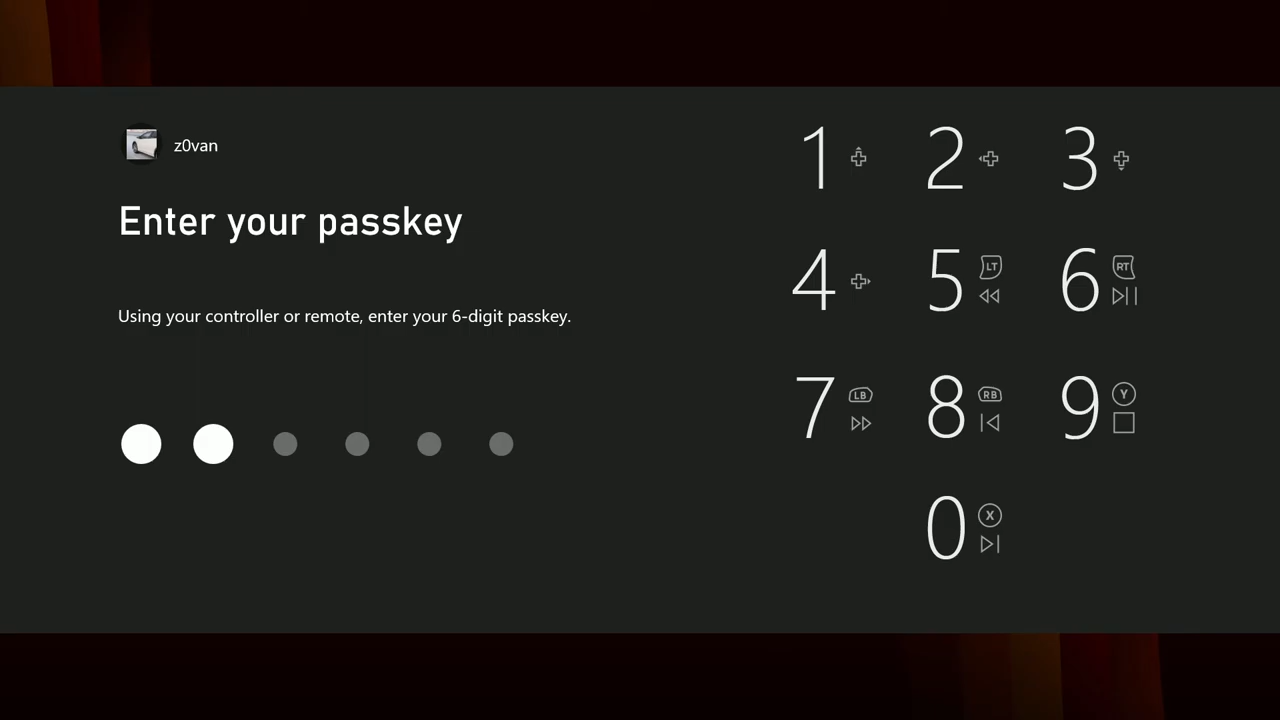 z0van
Enter your passkey
Using your controller or remote, enter your 6-digit passkey.
1 2 3
4 5 LT 6 RT
7 LB 8 RB 9 Y
0 X